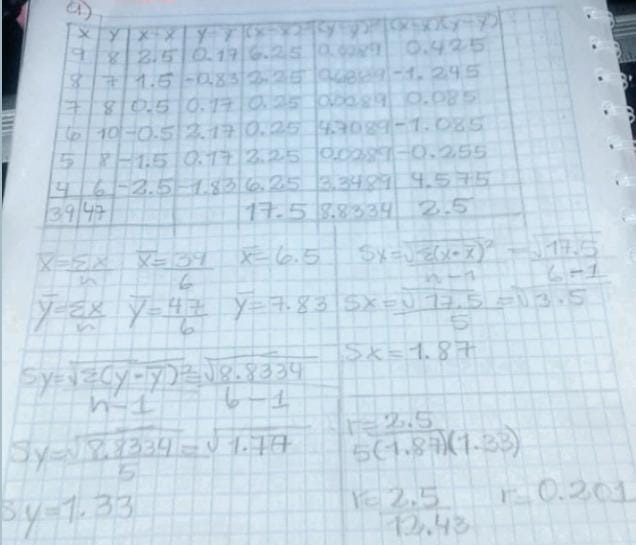 a)
x y x-x̄ y-ȳ (x-x̄)² (y-ȳ)² (x-x̄)(y-ȳ)
9 8 2.5 0.17 6.25 0.0289 0.425
8 7 1.5 -0.83 2.25 0.6889 -1.245
7 8 0.5 0.17 0.25 0.0289 0.085
6 10 -0.5 2.17 0.25 4.7089 -1.085
5 8 -1.5 0.17 2.25 0.0289 -0.255
4 6 -2.5 -1.83 6.25 3.3489 4.575
39 47 17.5 8.8334 2.5
x̄=Σx/n x̄=39/6 x̄=6.5
ȳ=Σx/n ȳ=47/6 ȳ=7.83
Sy=√Σ(y-ȳ)²/n-1=√8.8334/6-1
Sy=√8.8334/5=√1.77
Sy=1.33
Sx=√Σ(x-x̄)²/n-1=√17.5/6-1
Sx=√17.5/5=√3.5
Sx=1.87
r=2.5/5(1.87)(1.33)
r=2.5/12.43 r=0.201